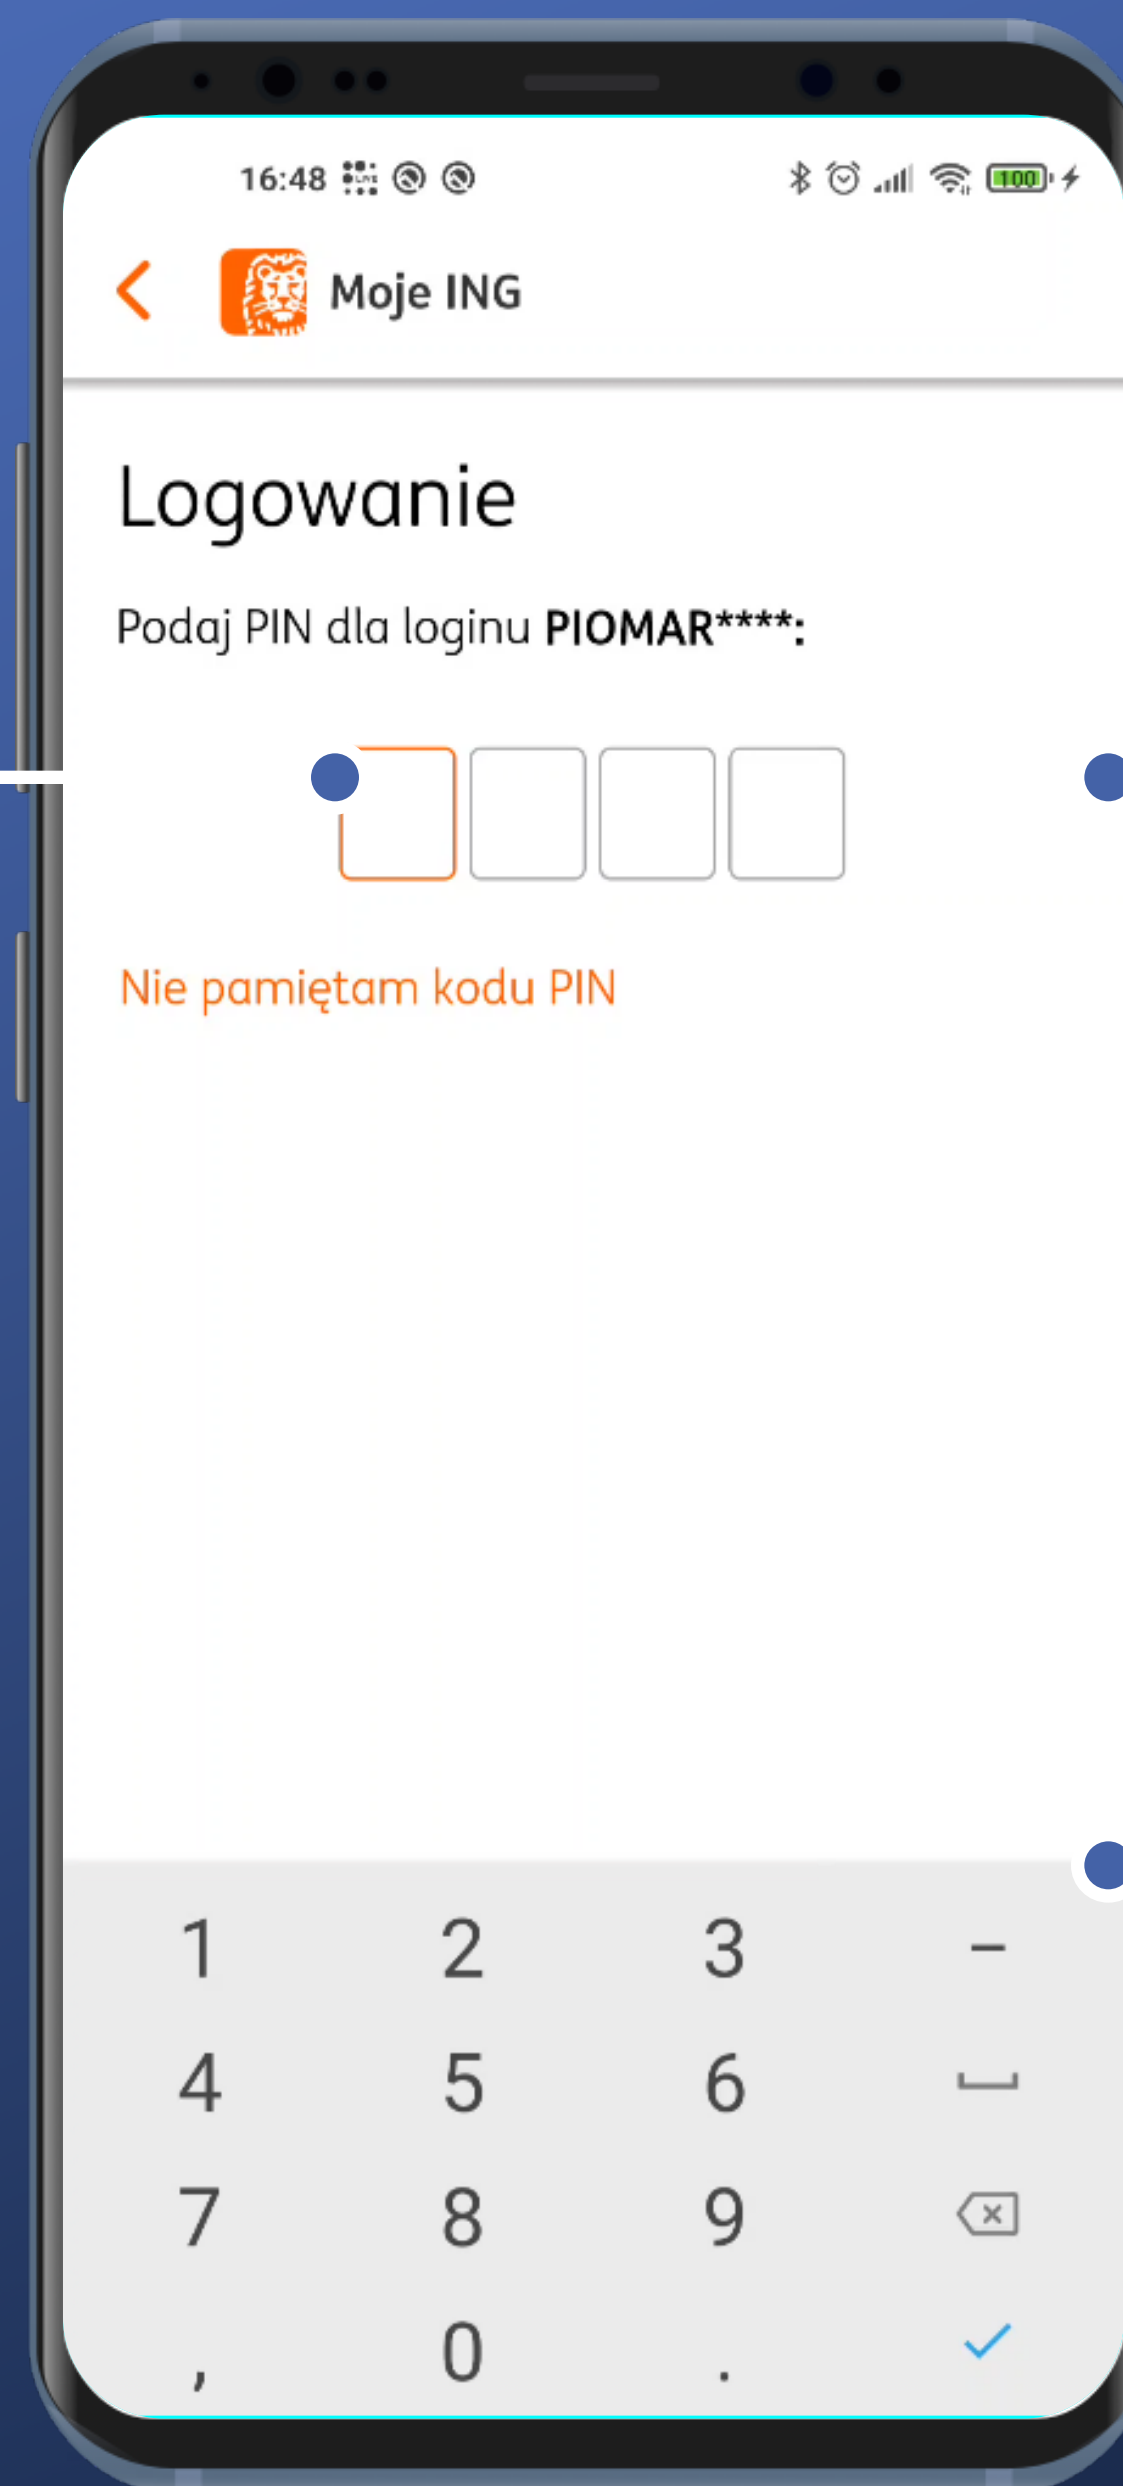 16:48
100
Moje ING
Logowanie
Podaj PIN dla loginu PIOMAR****:
Nie pamiętam kodu PIN
1 2 3 –
4 5 6
7 8 9
, 0 .